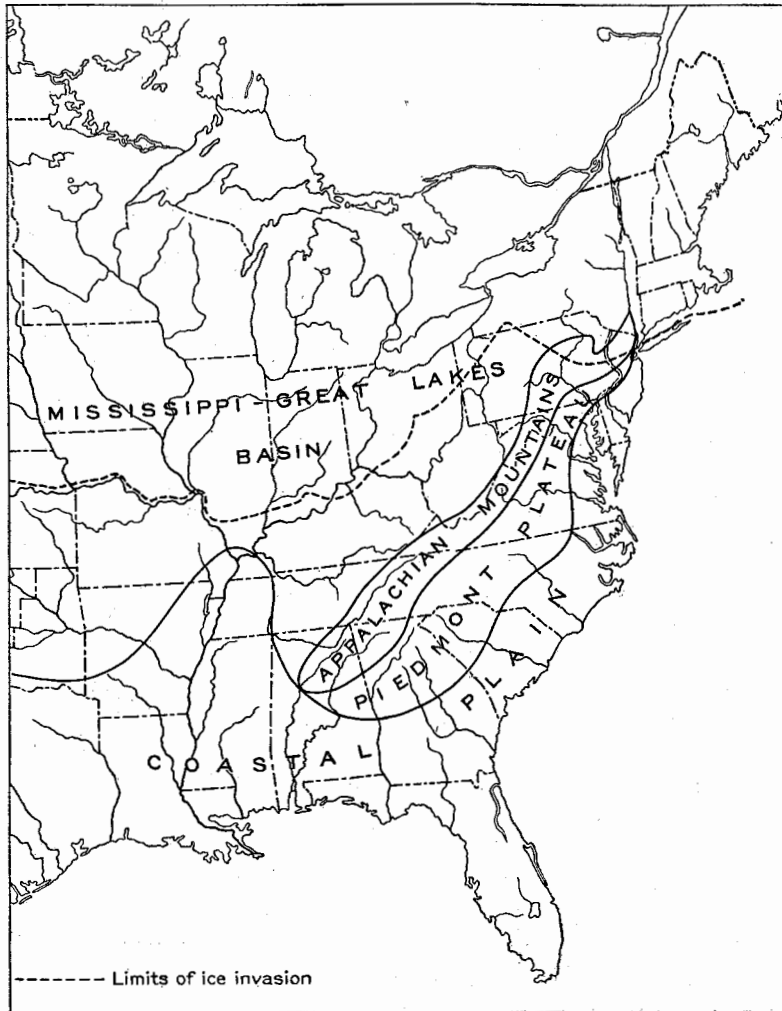 MISSISSIPPI - GREAT LAKES
BASIN
APPALACHIAN MOUNTAINS
PIEDMONT PLATEAU
COASTAL PLAIN
Limits of ice invasion